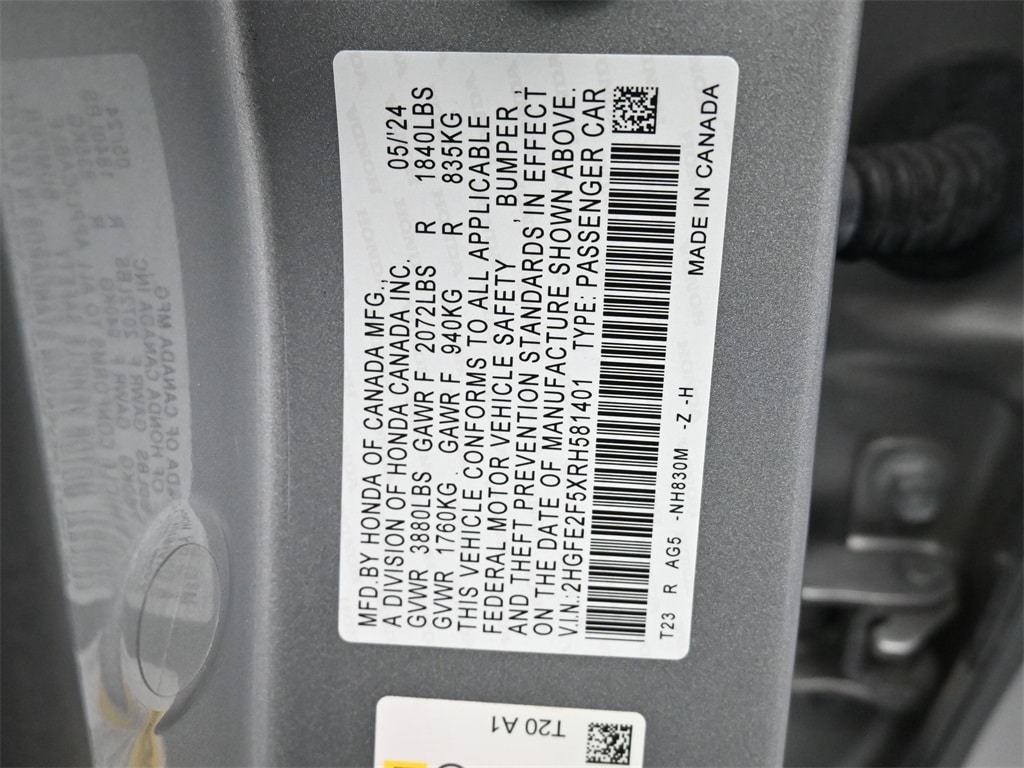 MFD.BY HONDA OF CANADA MFG., 05/'24
A DIVISION OF HONDA CANADA INC.
GVWR 3880LBS GAWR F 2072LBS R 1840LBS
GVWR 1760KG. GAWR F 940KG R 835KG
THIS VEHICLE CONFORMS TO ALL APPLICABLE
FEDERAL MOTOR VEHICLE SAFETY , BUMPER ,
AND THEFT PREVENTION STANDARDS IN EFFECT
ON THE DATE OF MANUFACTURE SHOWN ABOVE.
V.I.N.:2HGFE2F5XRH581401 TYPE: PASSENGER CAR
T23 R AG5 -NH830M -Z -H
MADE IN CANADA
T20 A1